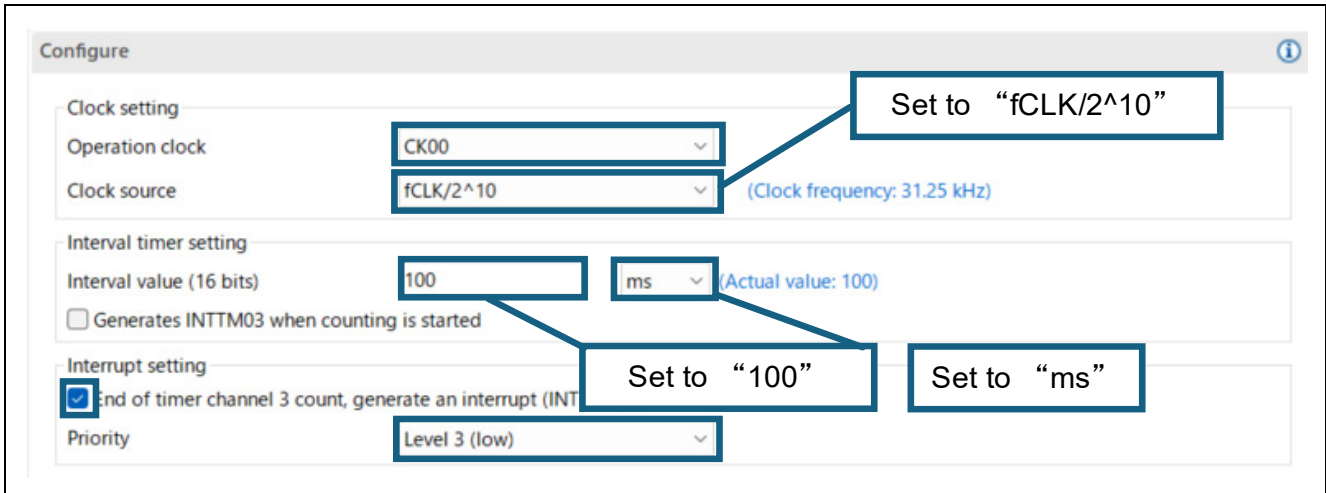 Configure
Set to “fCLK/2^10”
Clock setting
Operation clock CK00
Clock source fCLK/2^10 (Clock frequency: 31.25 kHz)
Interval timer setting
Interval value (16 bits) 100 ms (Actual value: 100)
Generates INTTM03 when counting is started
Set to “100” Set to “ms”
Interrupt setting
End of timer channel 3 count, generate an interrupt (INT
Priority Level 3 (low)